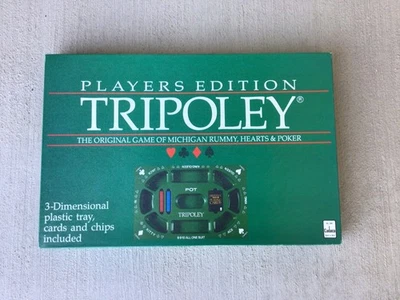 PLAYERS EDITION
TRIPOLEY®
THE ORIGINAL GAME OF MICHIGAN RUMMY, HEARTS & POKER
3-Dimensional
plastic tray,
cards and chips
included
POT
TRIPOLEY